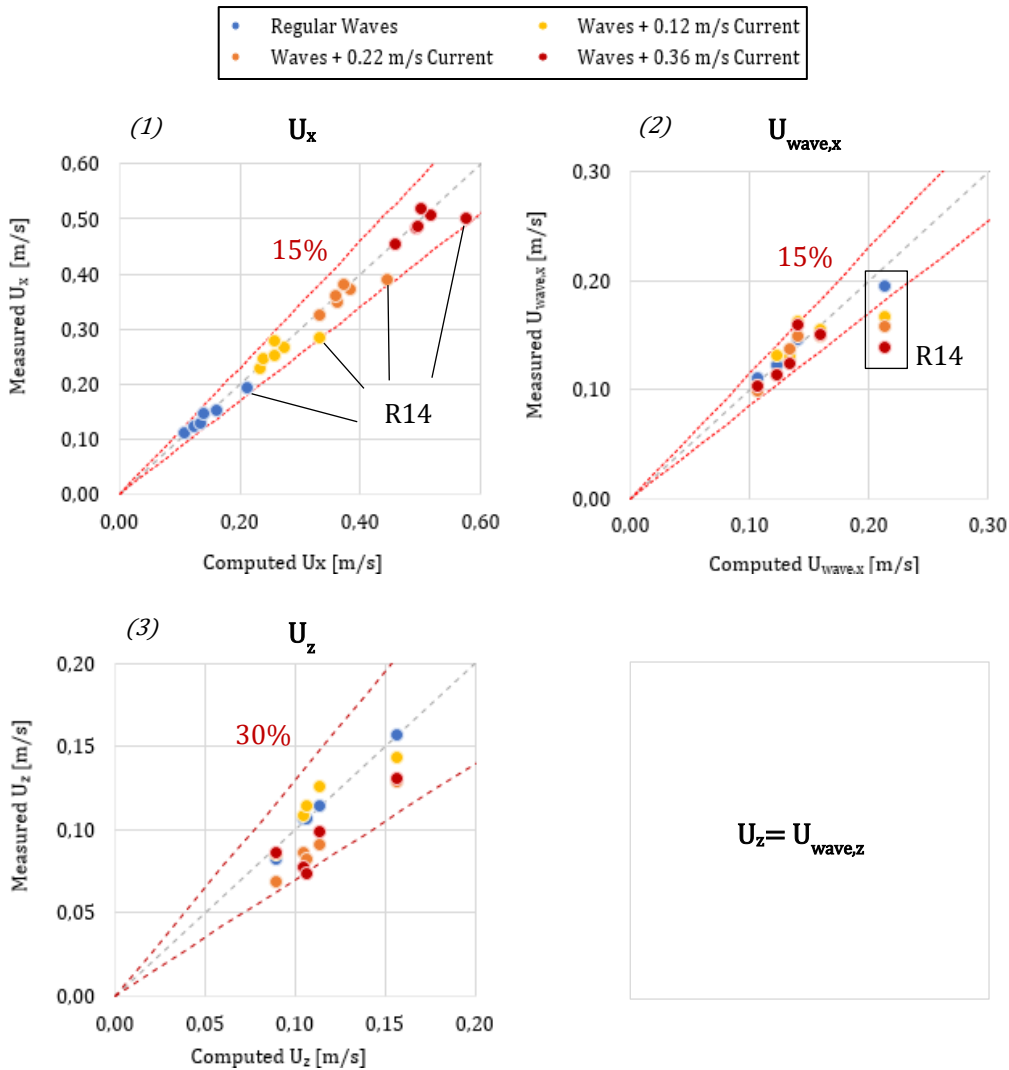 Regular Waves
Waves + 0.12 m/s Current
Waves + 0.22 m/s Current
Waves + 0.36 m/s Current
(1)
Ux
0,60
0,50
0,40
0,30
0,20
0,10
0,00
0,00
0,20
0,40
0,60
Measured Ux [m/s]
Computed Ux [m/s]
15%
R14
(2)
Uwave,x
0,30
0,20
0,10
0,00
0,00
0,10
0,20
0,30
Measured Uwave,x [m/s]
Computed Uwave,x [m/s]
15%
R14
(3)
Uz
0,20
0,15
0,10
0,05
0,00
0,00
0,05
0,10
0,15
0,20
Measured Uz [m/s]
Computed Uz [m/s]
30%
Uz= Uwave,z